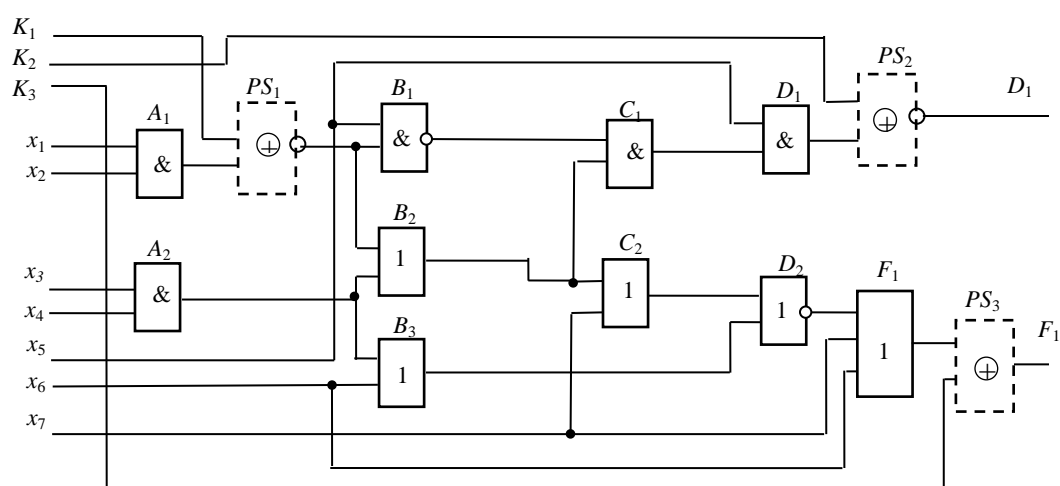 K₁
K₂
K₃
PS₁
B₁
C₁
D₁
PS₂
D₁
A₁
x₁
x₂
&
⊕
&
&
&
⊕
B₂
C₂
A₂
x₃
x₄
&
1
1
D₂
F₁
PS₃
F₁
B₃
x₅
x₆
x₇
1
1
1
⊕